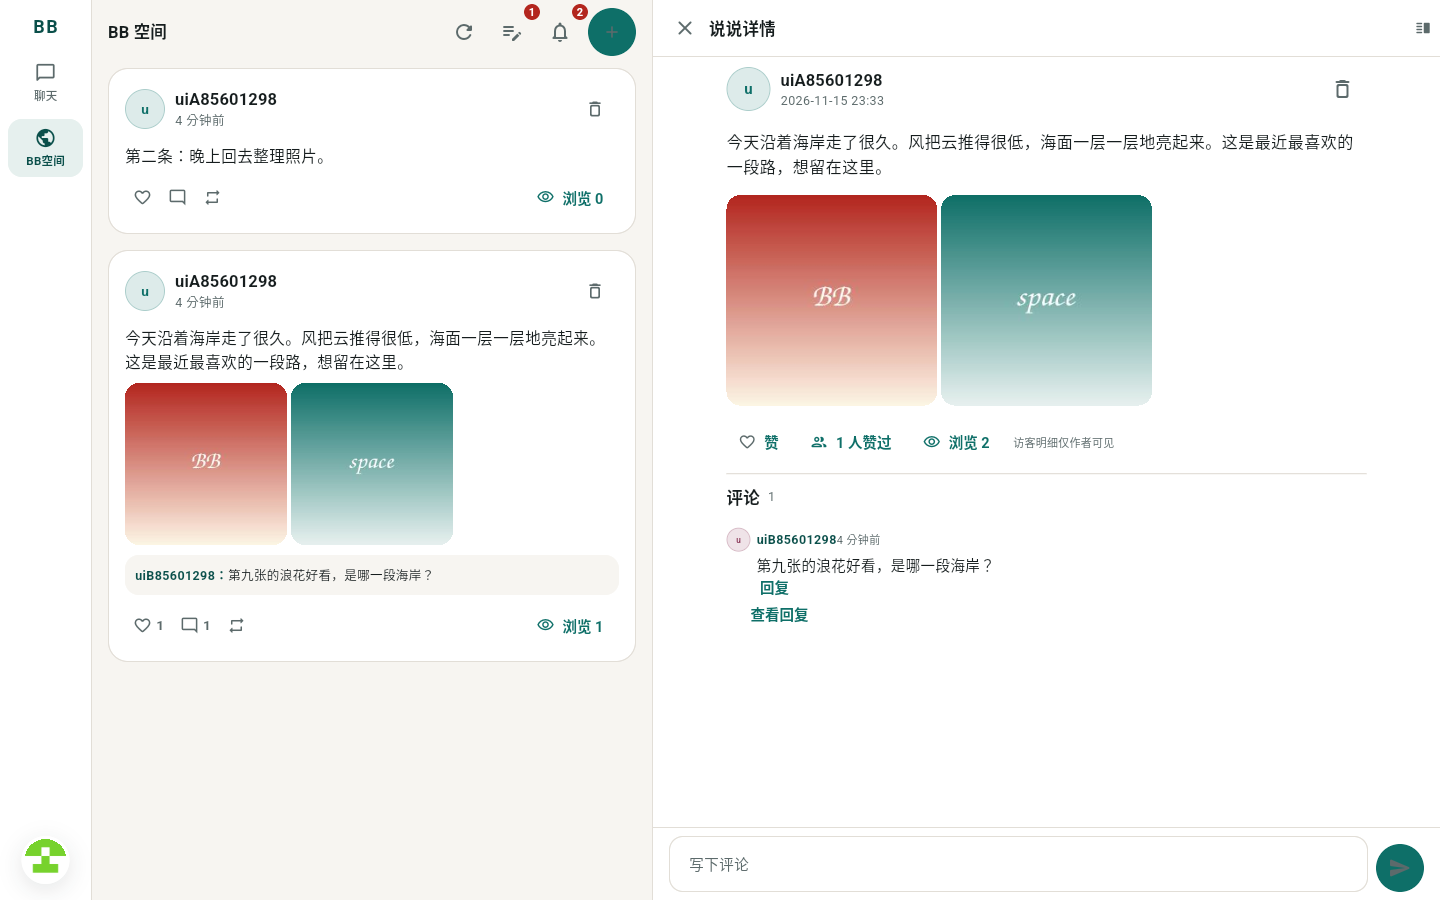 BB
聊天
BB空间
BB 空间
1
2
uiA85601298
4 分钟前
第二条：晚上回去整理照片。
浏览 0
uiA85601298
4 分钟前
今天沿着海岸走了很久。风把云推得很低，海面一层一层地亮起来。
这是最近最喜欢的一段路，想留在这里。
BB
space
uiB85601298：第九张的浪花好看，是哪一段海岸？
1
1
浏览 1
说说详情
uiA85601298
2026-11-15 23:33
今天沿着海岸走了很久。风把云推得很低，海面一层一层地亮起来。这是最近最喜欢的
一段路，想留在这里。
BB
space
赞
1 人赞过
浏览 2
访客明细仅作者可见
评论 1
uiB85601298 4 分钟前
第九张的浪花好看，是哪一段海岸？
回复
查看回复
写下评论